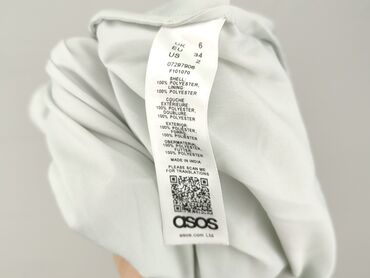 UK 6
EU 34
US 2
07297908
F101070
SHELL:
100% POLYESTER,
LINING:
100% POLYESTER
COUCHE
EXTÉRIEURE:
100% POLYESTER,
DOUBLURE:
100% POLYESTER
EXTERIOR:
100% POLYESTER,
FORRO:
100% POLYESTER
OBERMATERIAL:
100% POLYESTER,
FUTTER:
100% POLYESTER
MADE IN INDIA
PLEASE SCAN ME
FOR TRANSLATIONS
asos
asos.com Ltd.